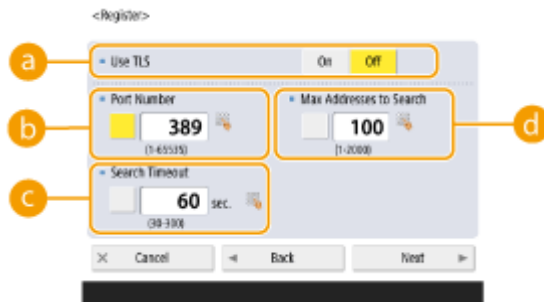 <Register>
a
Use TLS
On
Off
b
Port Number
389
(1-65535)
Max Addresses to Search
100
(1-2000)
d
c
Search Timeout
60 sec.
(30-300)
Cancel
Back
Next